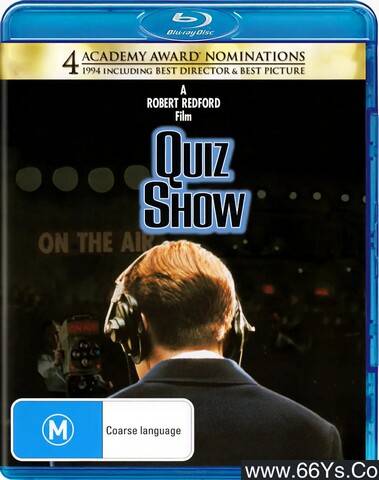 Blu-ray Disc
4 ACADEMY AWARD® NOMINATIONS
1994 INCLUDING BEST DIRECTOR & BEST PICTURE
A
ROBERT REDFORD
Film
QUIZ
SHOW
ON THE AIR
M
Coarse language
www.66Ys.Co